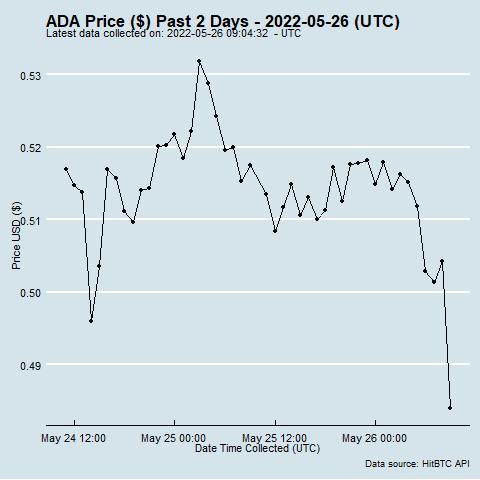 ADA Price ($) Past 2 Days - 2022-05-26 (UTC)
Latest data collected on: 2022-05-26 09:04:32  - UTC
0.53
0.52
0.51
0.50
0.49
Price USD ($)
May 24 12:00
May 25 00:00
May 25 12:00
May 26 00:00
Date Time Collected (UTC)
Data source: HitBTC API